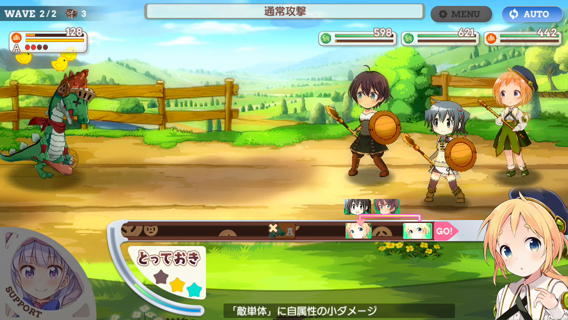 WAVE 2/2 3
通常攻撃
MENU
AUTO
128
A
598
621
442
GO!
とっておき
SUPPORT
「敵単体」に自属性の小ダメージ